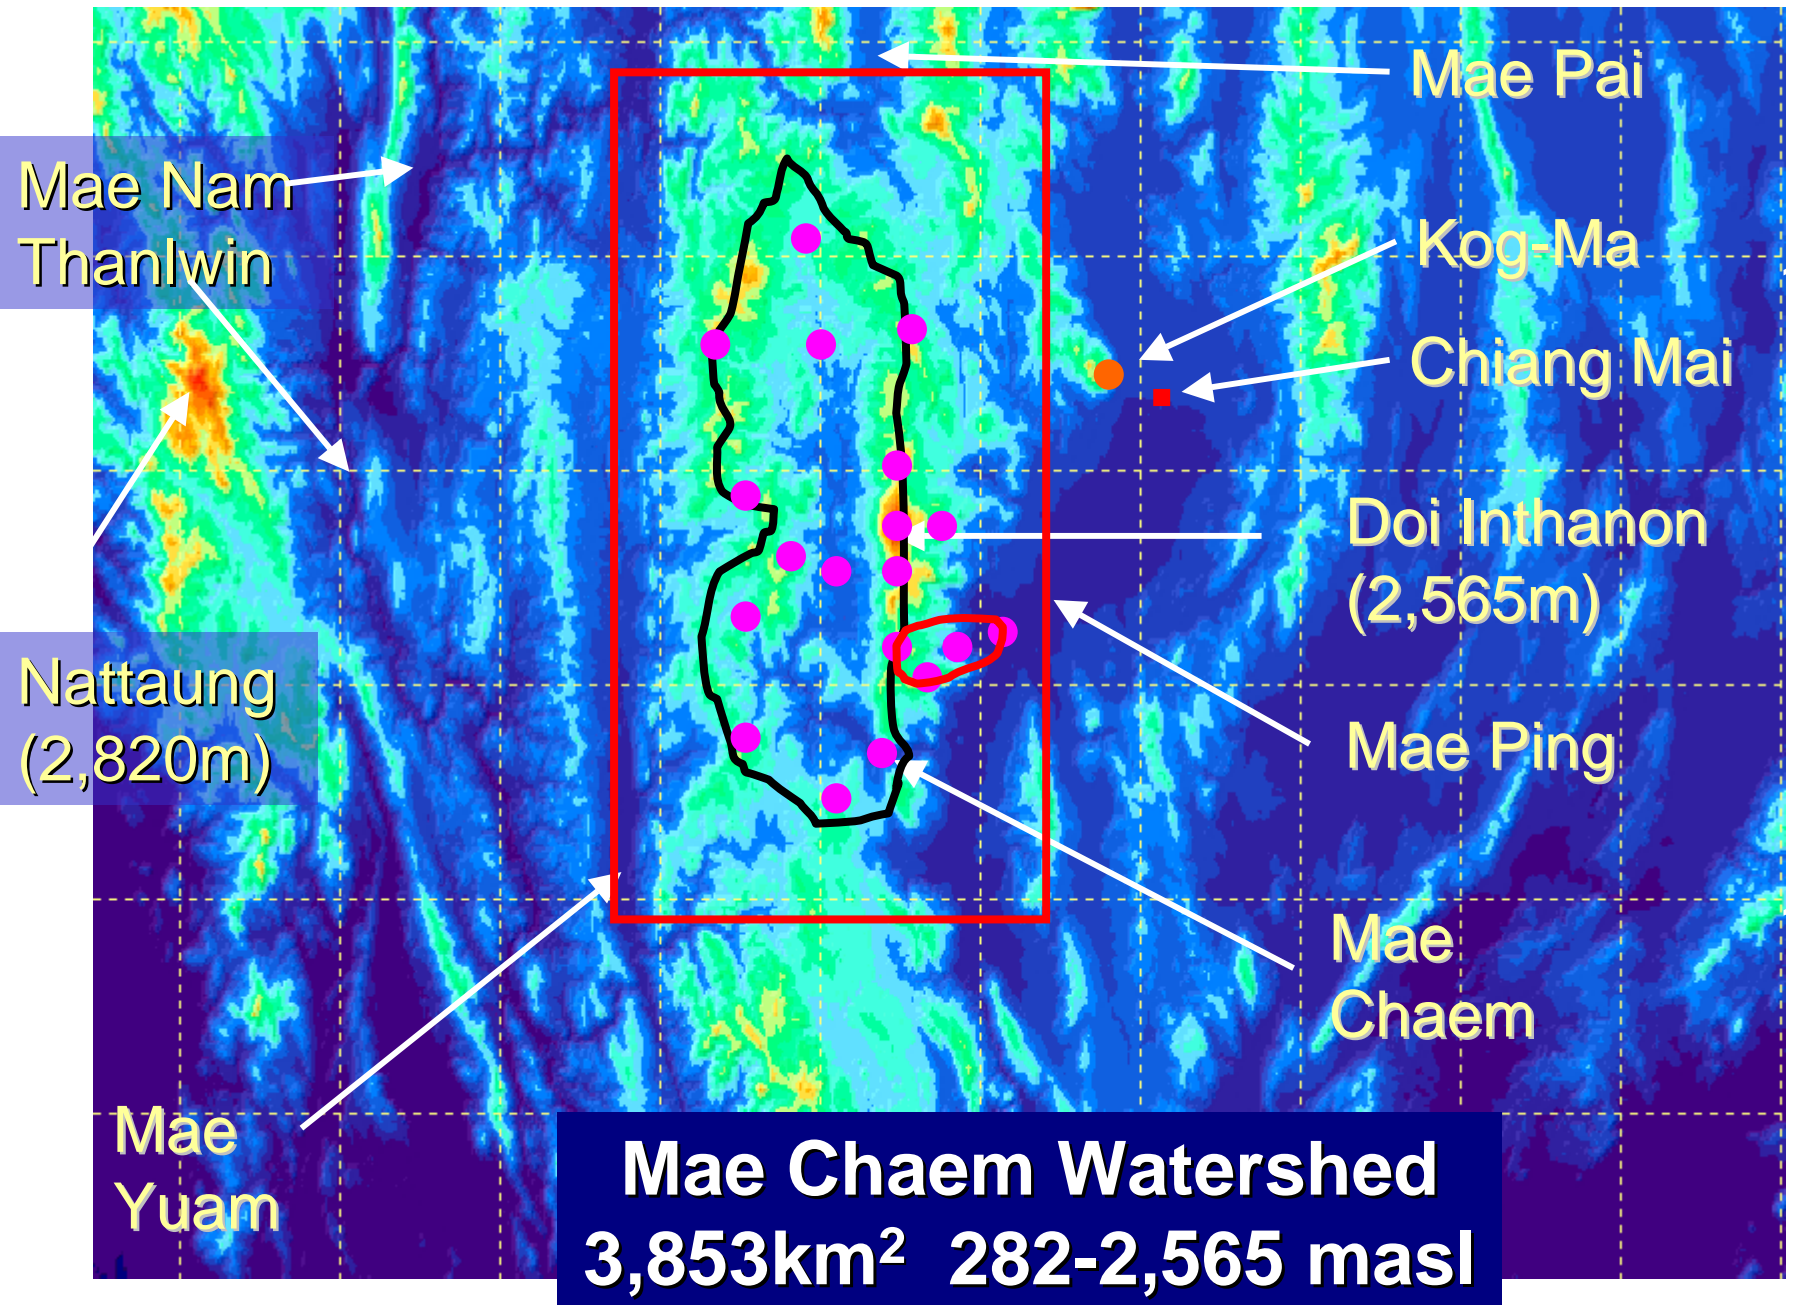 Mae Pai
Mae Nam
Thanlwin
Kog-Ma
Chiang Mai
Doi Inthanon
(2,565m)
Nattaung
(2,820m)
Mae Ping
Mae
Chaem
Mae
Yuam
Mae Chaem Watershed
3,853km² 282-2,565 masl